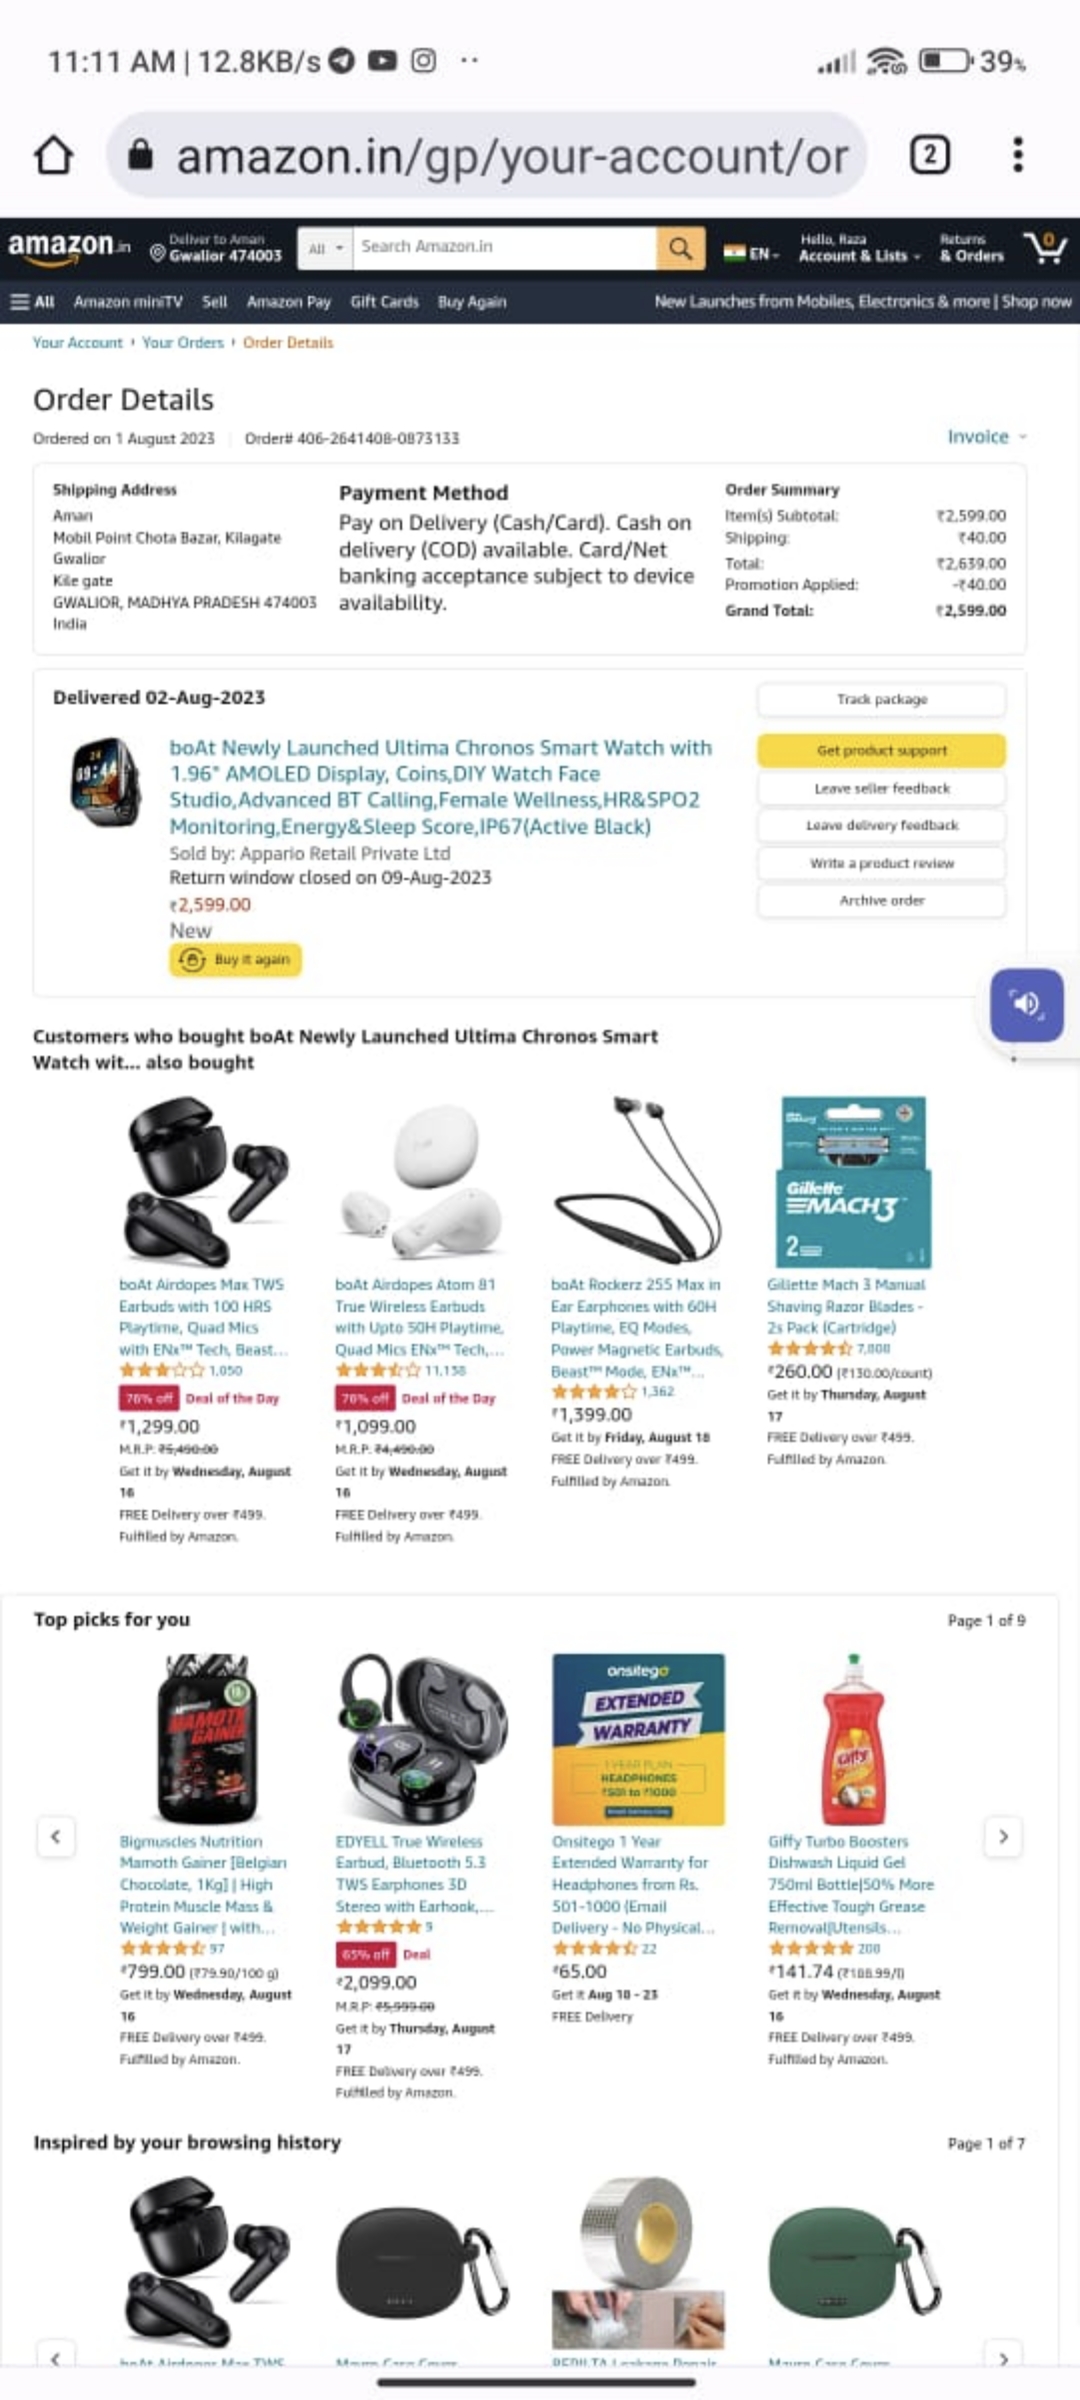 11:11 AM | 12.8KB/s
39%
amazon.in/gp/your-account/or
2
amazon.in
Deliver to Aman
Gwalior 474003
All
Search Amazon.in
EN
Hello, Raza
Account & Lists
Returns
& Orders
0
All Amazon miniTV Sell Amazon Pay Gift Cards Buy Again
New Launches from Mobiles, Electronics & more | Shop now
Your Account › Your Orders › Order Details
Order Details
Ordered on 1 August 2023 | Order# 406-2641408-0873133
Invoice
Shipping Address
Aman
Mobil Point Chota Bazar, Kilagate
Gwalior
Kile gate
GWALIOR, MADHYA PRADESH 474003
India
Payment Method
Pay on Delivery (Cash/Card). Cash on
delivery (COD) available. Card/Net
banking acceptance subject to device
availability.
Order Summary
Item(s) Subtotal: ₹2,599.00
Shipping: ₹40.00
Total: ₹2,639.00
Promotion Applied: -₹40.00
Grand Total: ₹2,599.00
Delivered 02-Aug-2023
boAt Newly Launched Ultima Chronos Smart Watch with
1.96" AMOLED Display, Coins,DIY Watch Face
Studio,Advanced BT Calling,Female Wellness,HR&SPO2
Monitoring,Energy&Sleep Score,IP67(Active Black)
Sold by: Appario Retail Private Ltd
Return window closed on 09-Aug-2023
₹2,599.00
New
Buy it again
Track package
Get product support
Leave seller feedback
Leave delivery feedback
Write a product review
Archive order
Customers who bought boAt Newly Launched Ultima Chronos Smart
Watch wit... also bought
boAt Airdopes Max TWS
Earbuds with 100 HRS
Playtime, Quad Mics
with ENx™ Tech, Beast...
1,050
76% off Deal of the Day
₹1,299.00
M.R.P: ₹5,490.00
Get it by Wednesday, August
16
FREE Delivery over ₹499.
Fulfilled by Amazon.
boAt Airdopes Atom 81
True Wireless Earbuds
with Upto 50H Playtime,
Quad Mics ENx™ Tech,...
11,138
76% off Deal of the Day
₹1,099.00
M.R.P: ₹4,490.00
Get it by Wednesday, August
16
FREE Delivery over ₹499.
Fulfilled by Amazon.
boAt Rockerz 255 Max in
Ear Earphones with 60H
Playtime, EQ Modes,
Power Magnetic Earbuds,
Beast™ Mode, ENx™...
1,362
₹1,399.00
Get it by Friday, August 18
FREE Delivery over ₹499.
Fulfilled by Amazon.
Gillette
MACH3
2
Gillette Mach 3 Manual
Shaving Razor Blades -
2s Pack (Cartridge)
7,808
₹260.00 (₹130.00/count)
Get it by Thursday, August
17
FREE Delivery over ₹499.
Fulfilled by Amazon.
Top picks for you
Page 1 of 9
MAMOTH
GAINER
Bigmuscles Nutrition
Mamoth Gainer [Belgian
Chocolate, 1Kg] | High
Protein Muscle Mass &
Weight Gainer | with...
97
₹799.00 (₹79.90/100 g)
Get it by Wednesday, August
16
FREE Delivery over ₹499.
Fulfilled by Amazon.
EDYELL True Wireless
Earbud, Bluetooth 5.3
TWS Earphones 3D
Stereo with Earhook,...
9
65% off Deal
₹2,099.00
M.R.P: ₹5,999.00
Get it by Thursday, August
17
FREE Delivery over ₹499.
Fulfilled by Amazon.
onsitego
EXTENDED
WARRANTY
1 YEAR PLAN
HEADPHONES
₹501 to ₹1000
Onsitego 1 Year
Extended Warranty for
Headphones from Rs.
501-1000 (Email
Delivery - No Physical...
22
₹65.00
Get it Aug 18 - 23
FREE Delivery
Giffy
Giffy Turbo Boosters
Dishwash Liquid Gel
750ml Bottle|50% More
Effective Tough Grease
Removal|Utensils...
208
₹141.74 (₹188.99/l)
Get it by Wednesday, August
16
FREE Delivery over ₹499.
Fulfilled by Amazon.
Inspired by your browsing history
Page 1 of 7
boAt Airdopes Max TWS